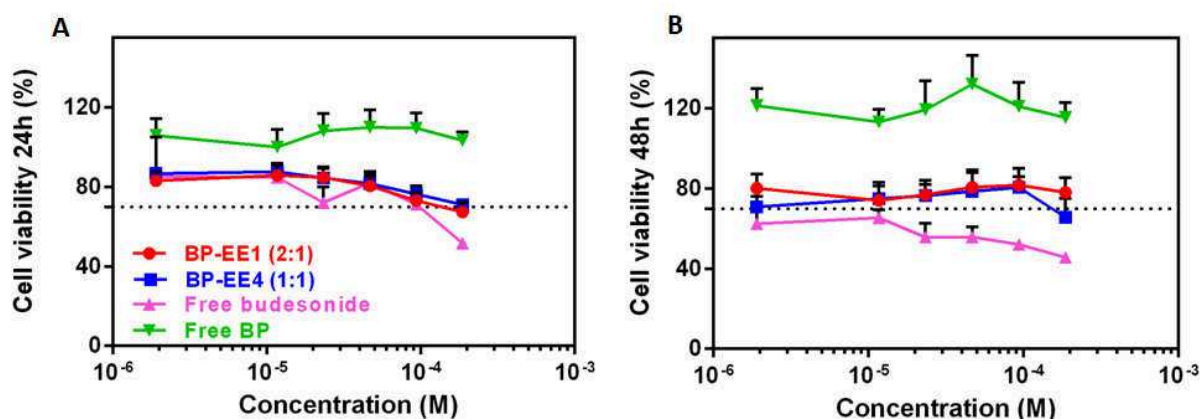 A
Cell viability 24h (%)
120
80
40
0
BP-EE1 (2:1)
BP-EE4 (1:1)
Free budesonide
Free BP
10-6
10-5
10-4
10-3
Concentration (M)
B
Cell viability 48h (%)
120
80
40
0
10-6
10-5
10-4
10-3
Concentration (M)